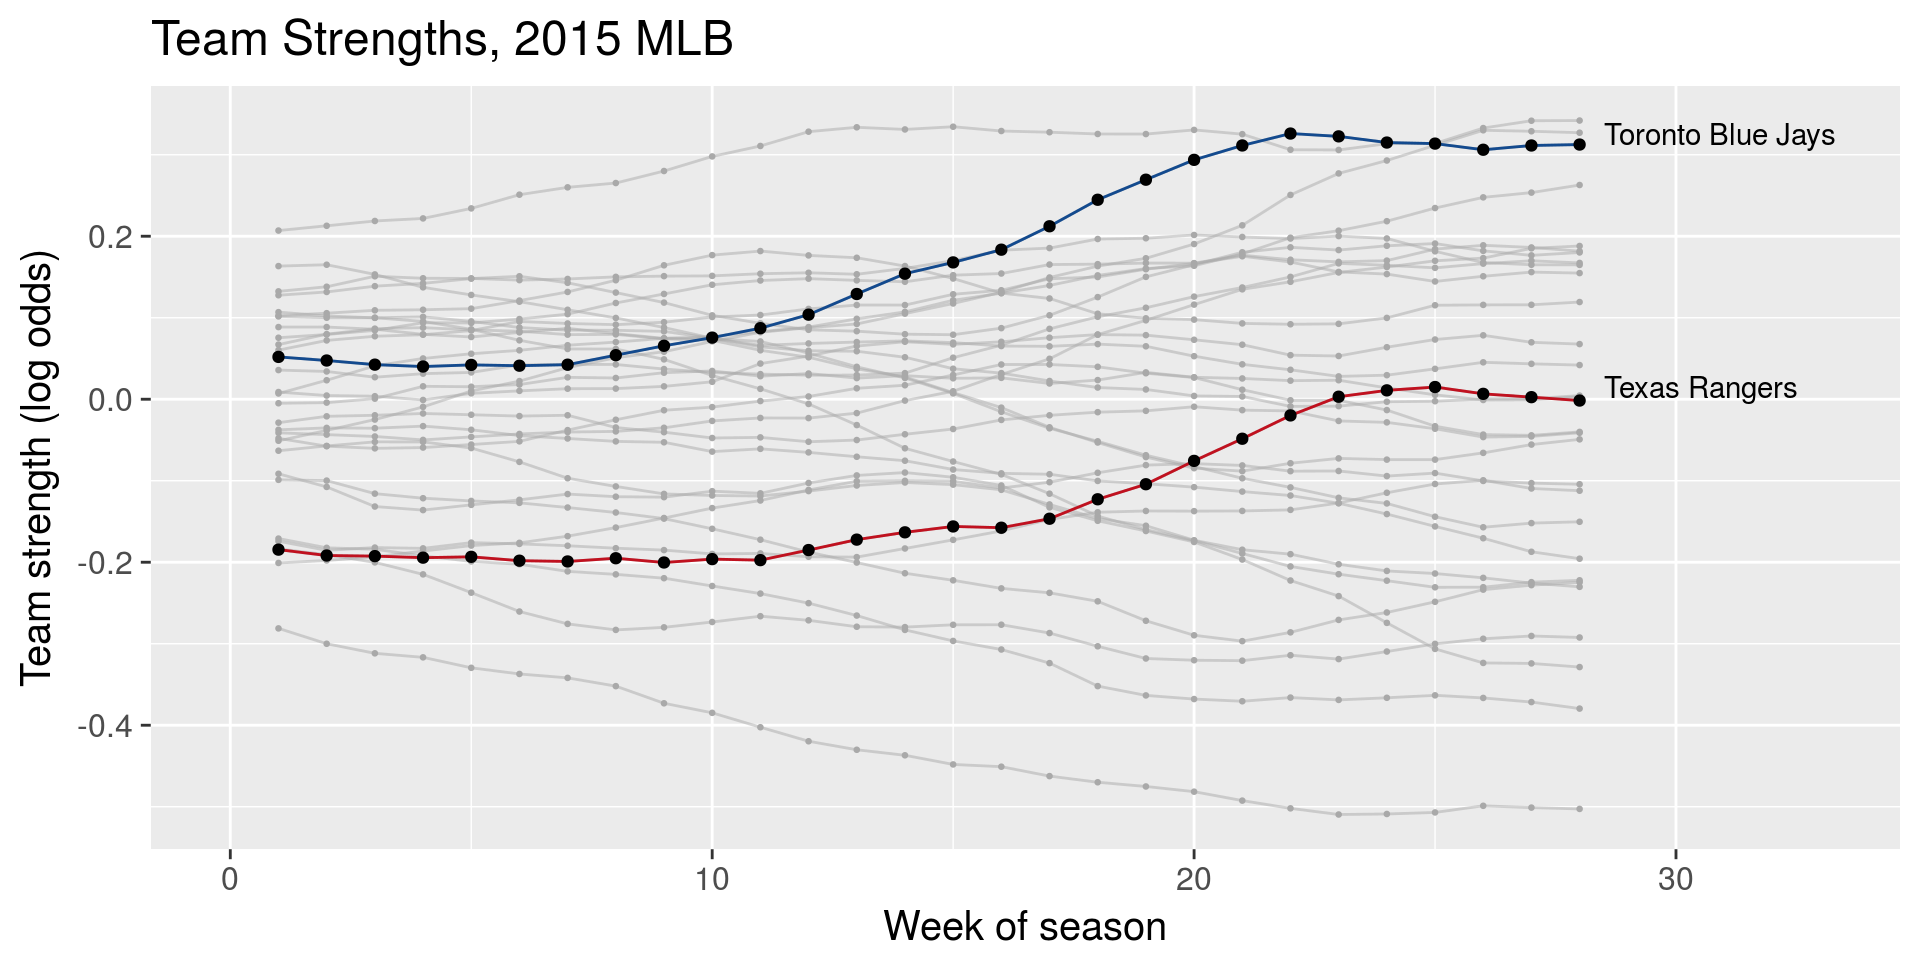 Team Strengths, 2015 MLB
Toronto Blue Jays
Texas Rangers
0.2
0.0
-0.2
-0.4
0 10 20 30
Week of season
Team strength (log odds)